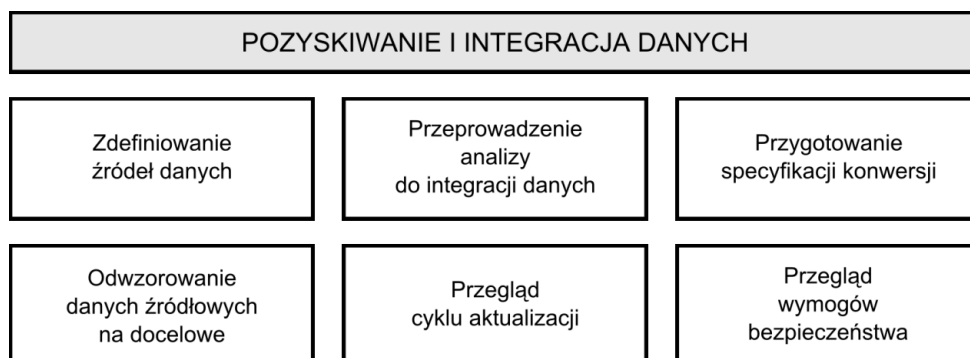 POZYSKIWANIE I INTEGRACJA DANYCH
Zdefiniowanie
źródeł danych
Przeprowadzenie
analizy
do integracji danych
Przygotowanie
specyfikacji konwersji
Odwzorowanie
danych źródłowych
na docelowe
Przegląd
cyklu aktualizacji
Przegląd
wymogów
bezpieczeństwa